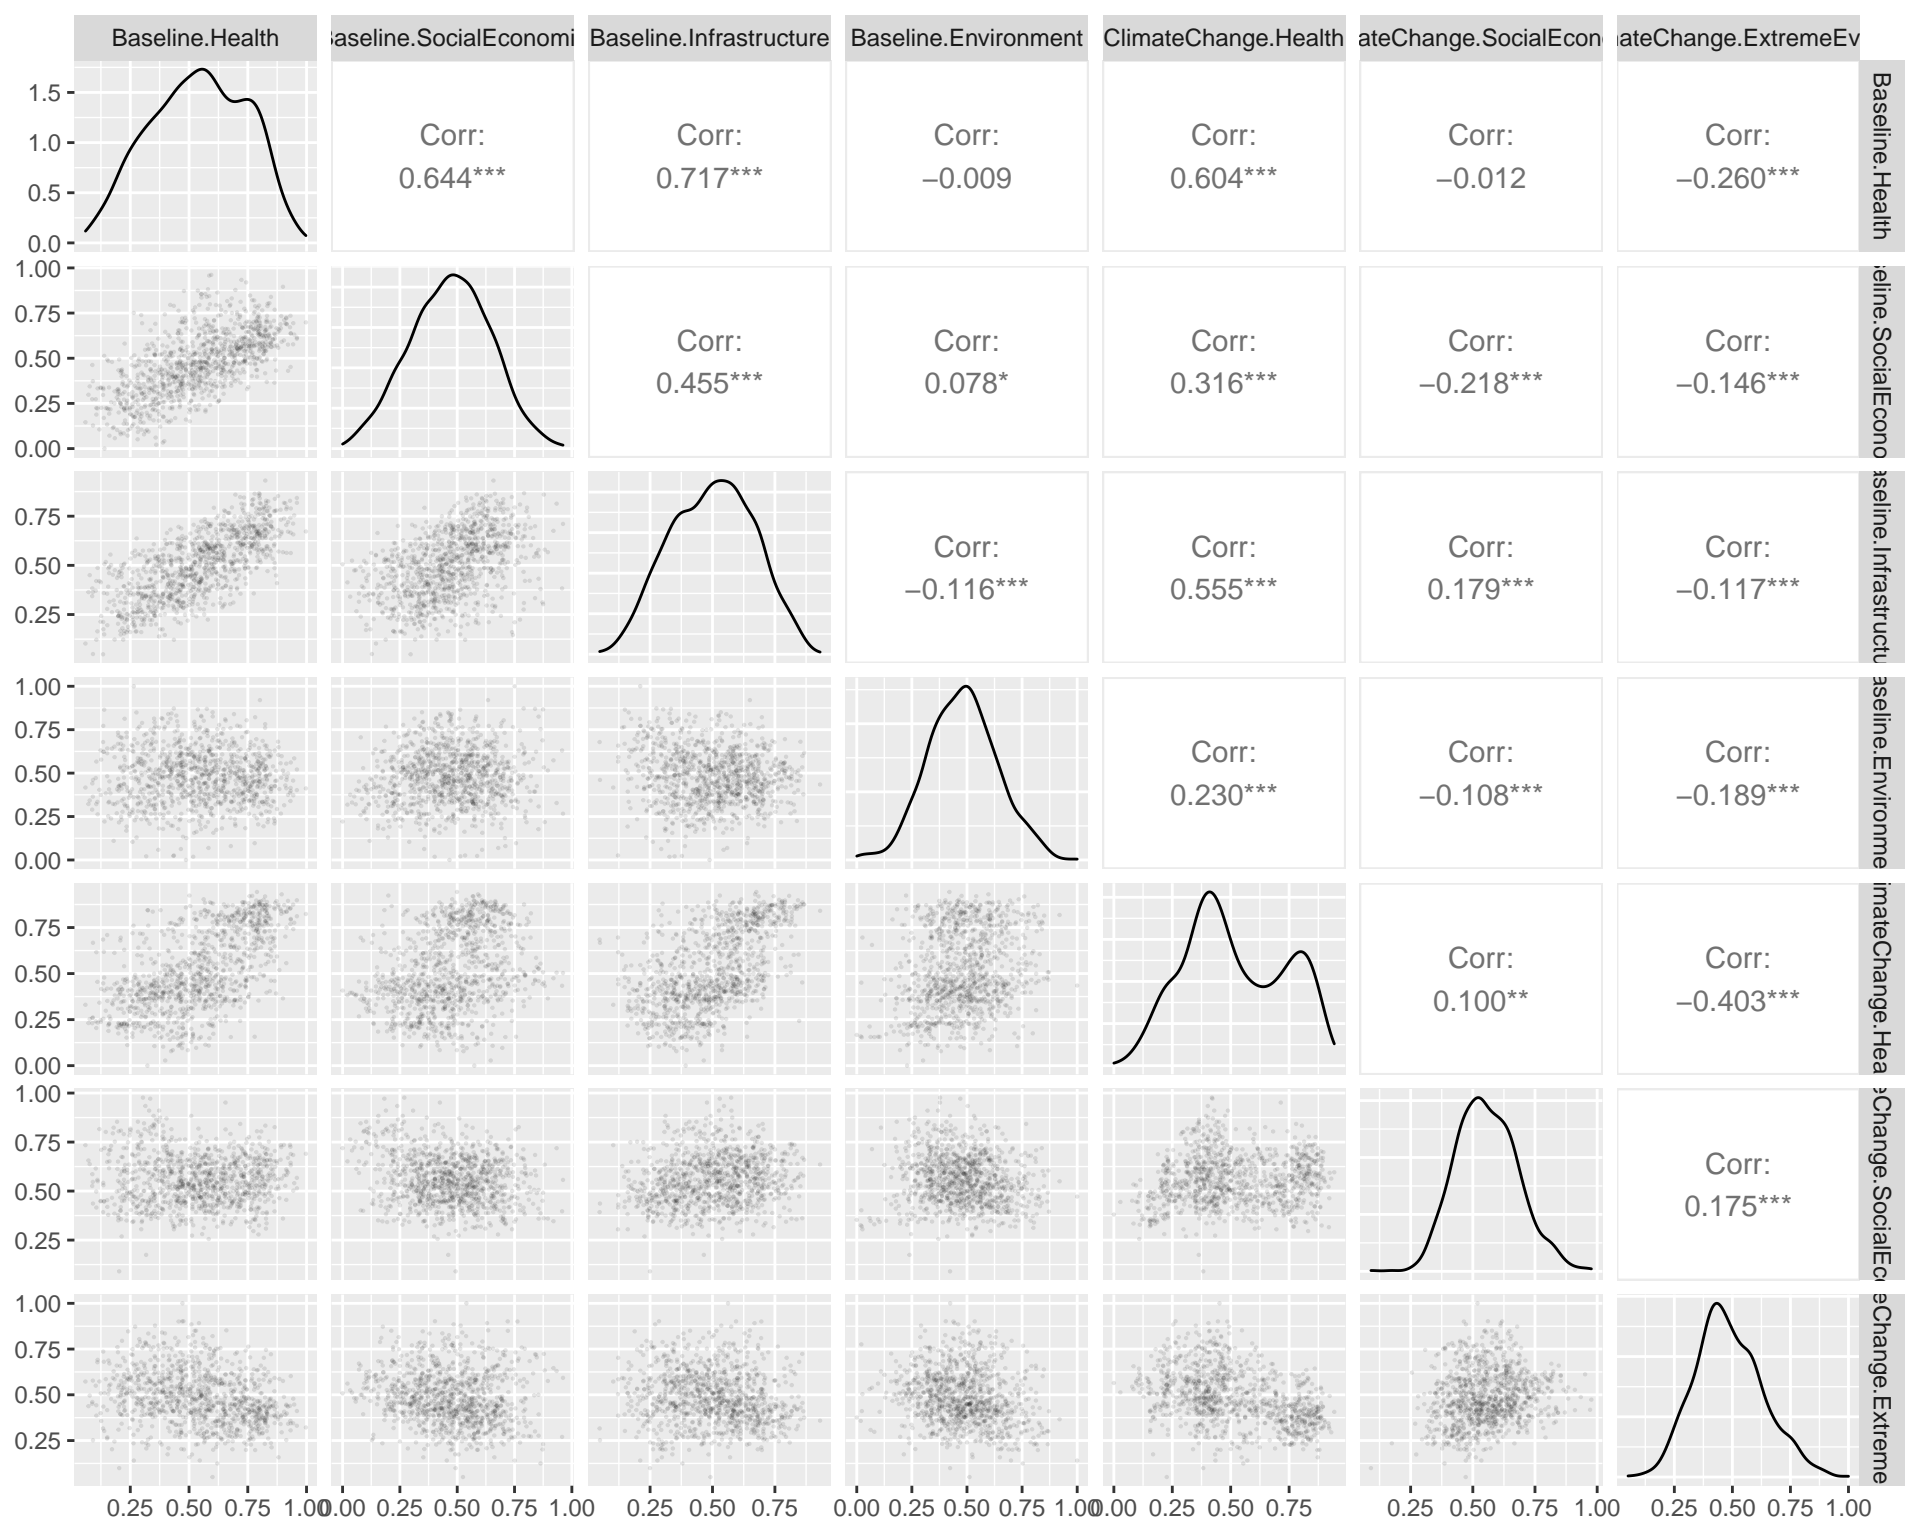 Baseline.Health
Baseline.SocialEconomi
Baseline.Infrastructure
Baseline.Environment
ClimateChange.Health
ateChange.SocialEcon
ateChange.ExtremeEv
1.5
1.0
0.5
0.0
Corr:
0.644***
Corr:
0.717***
Corr:
−0.009
Corr:
0.604***
Corr:
−0.012
Corr:
−0.260***
Baseline.Health
1.00
0.75
0.50
0.25
0.00
Corr:
0.455***
Corr:
0.078*
Corr:
0.316***
Corr:
−0.218***
Corr:
−0.146***
eline.SocialEcono
0.75
0.50
0.25
Corr:
−0.116***
Corr:
0.555***
Corr:
0.179***
Corr:
−0.117***
aseline.Infrastructu
1.00
0.75
0.50
0.25
0.00
Corr:
0.230***
Corr:
−0.108***
Corr:
−0.189***
aseline.Environme
0.75
0.50
0.25
0.00
Corr:
0.100**
Corr:
−0.403***
imateChange.Hea
1.00
0.75
0.50
0.25
Corr:
0.175***
eChange.SocialEco
1.00
0.75
0.50
0.25
eChange.Extreme
0.25 0.50 0.75 1.00
0.00 0.25 0.50 0.75 1.00
0.25 0.50 0.75
0.00 0.25 0.50 0.75 1.00
0.00 0.25 0.50 0.75
0.25 0.50 0.75 1.00
0.25 0.50 0.75 1.00